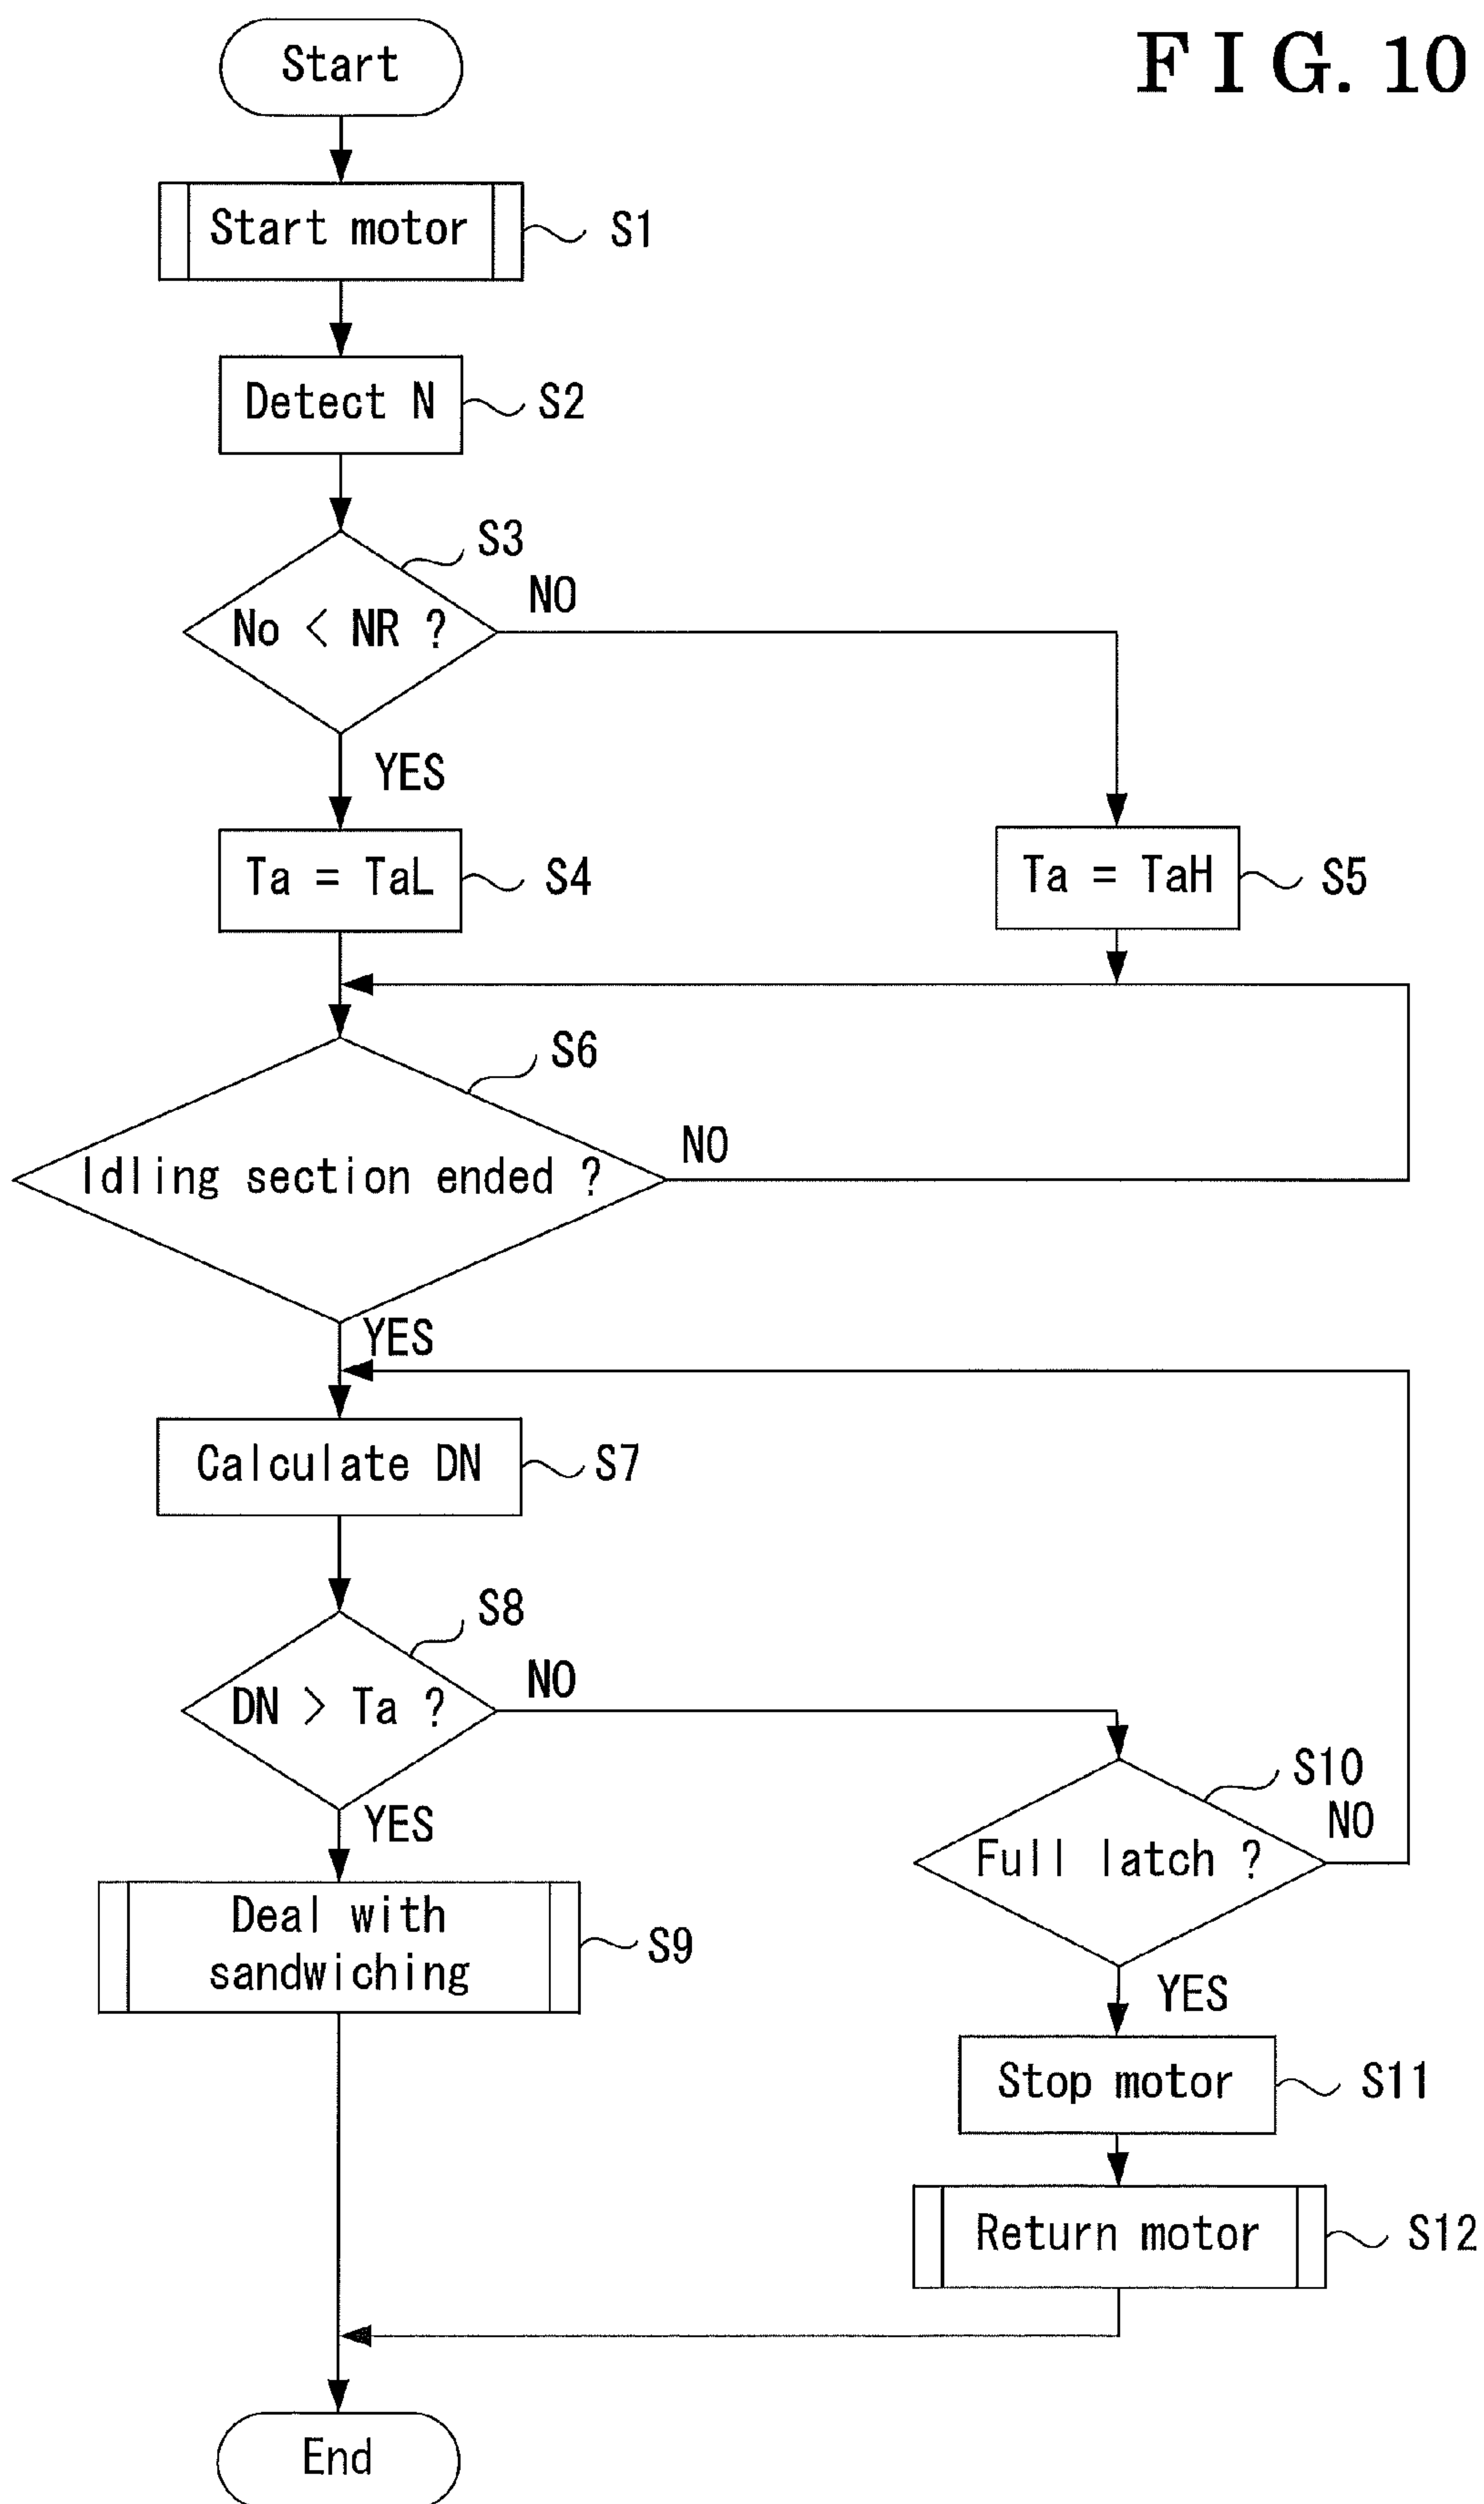 FIG. 10
Start
Start motor
S1
Detect N
S2
S3
No < NR ?
NO
YES
Ta = TaL
S4
Ta = TaH
S5
S6
Idling section ended ?
NO
YES
Calculate DN
S7
S8
DN > Ta ?
NO
S10
Full latch ?
NO
YES
Deal with
sandwiching
S9
YES
Stop motor
S11
Return motor
S12
End